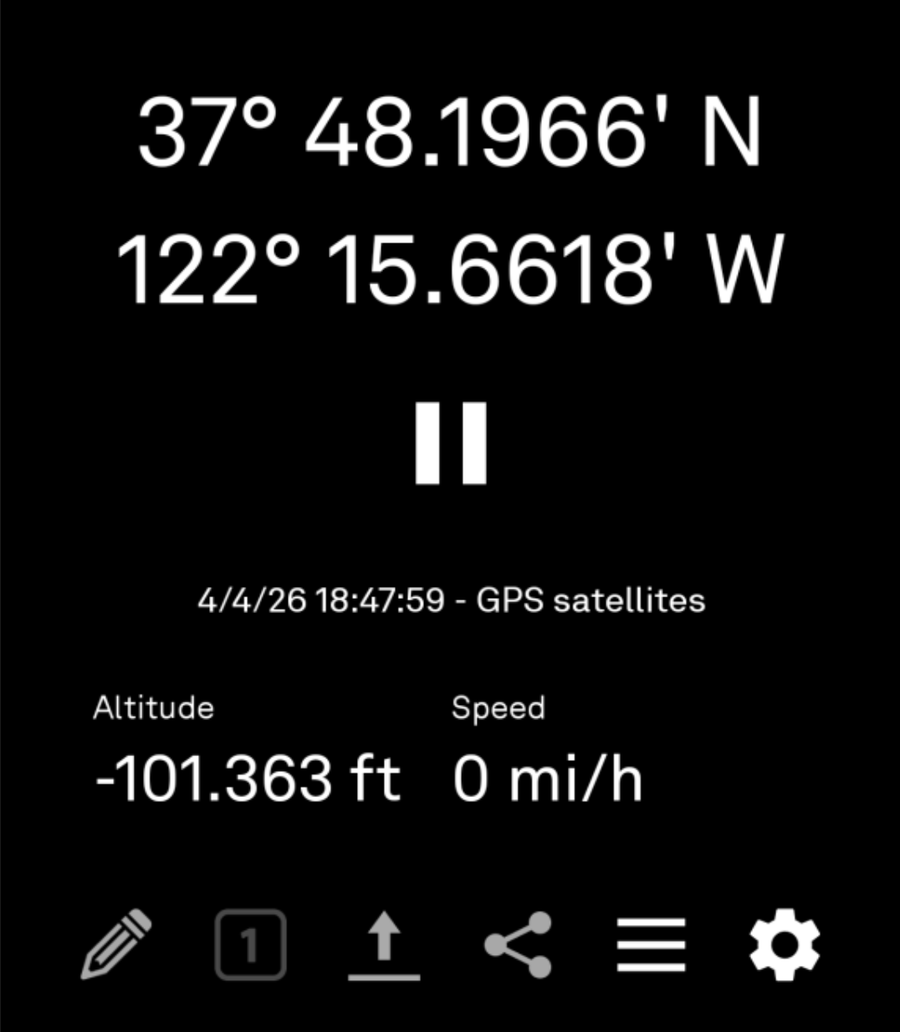 37° 48.1966' N
122° 15.6618' W
4/4/26 18:47:59 - GPS satellites
Altitude Speed
-101.363 ft 0 mi/h
1